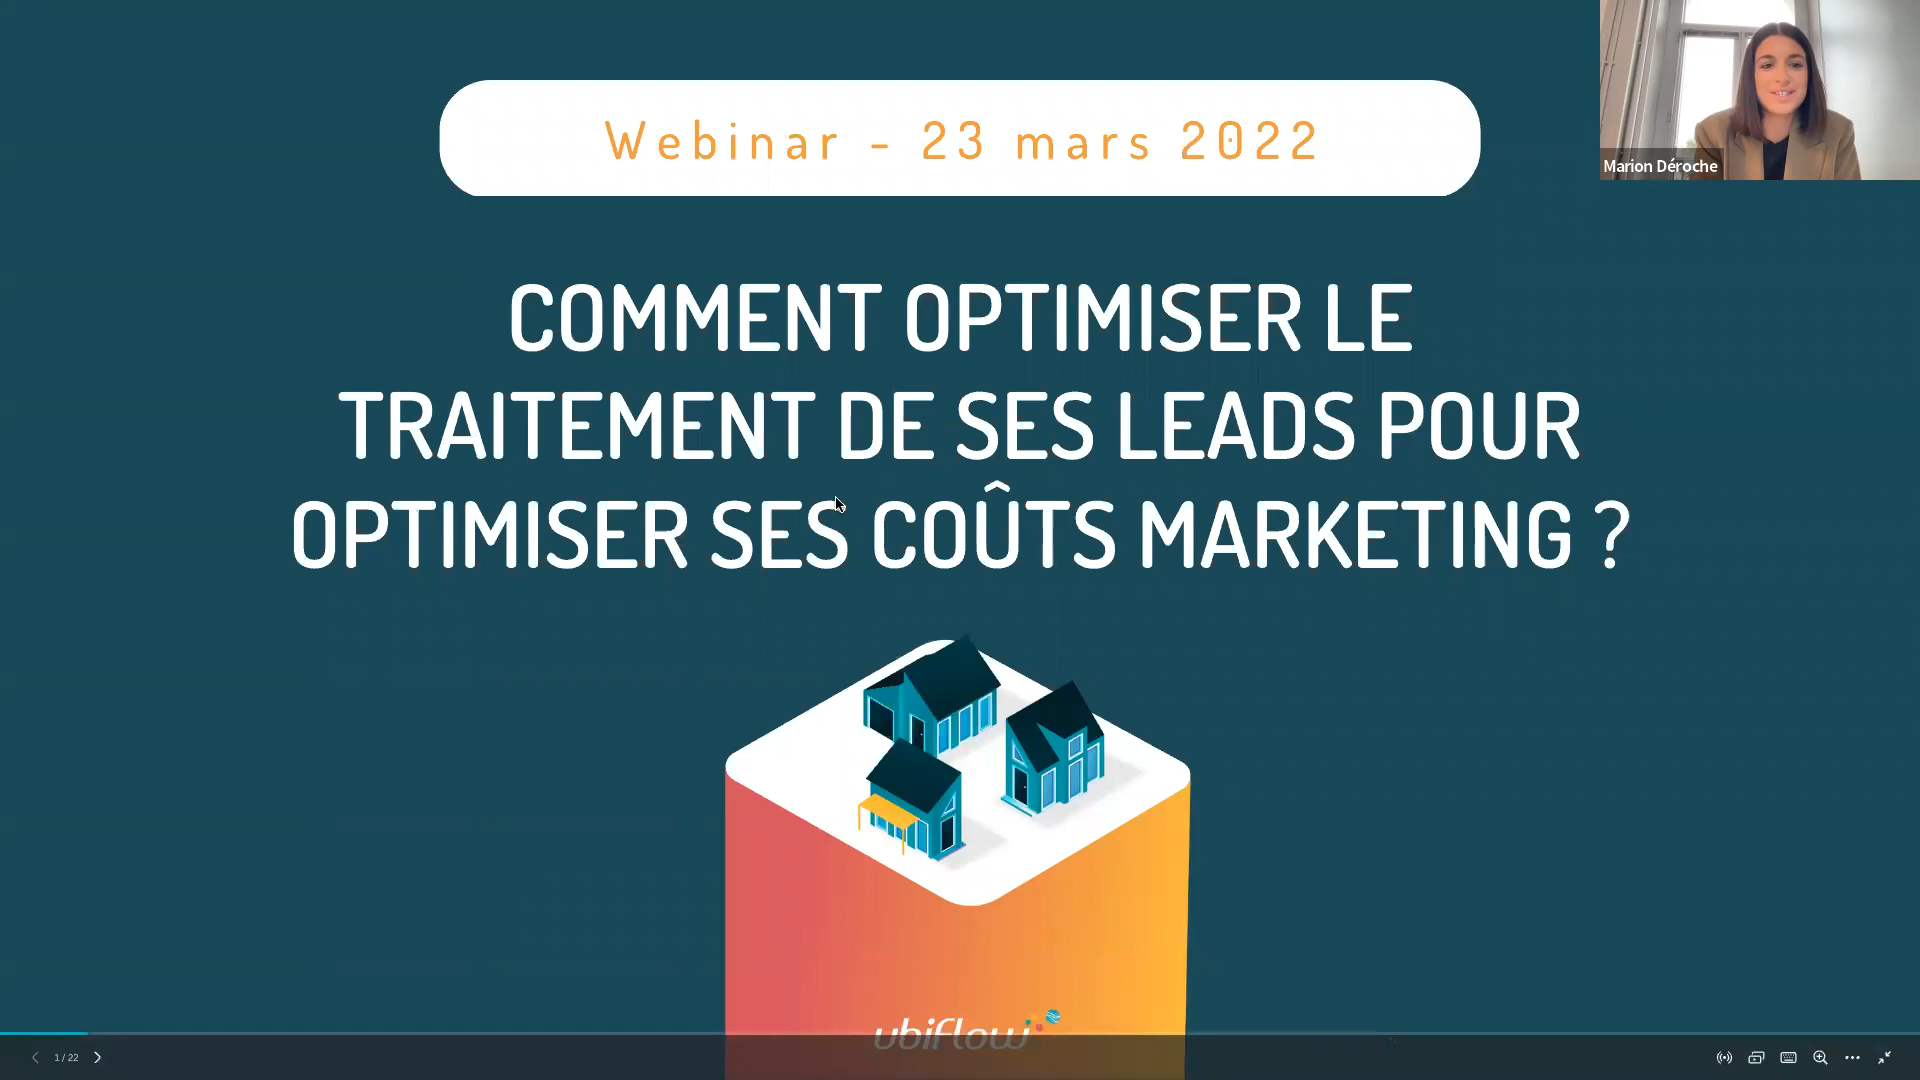 Webinar - 23 mars 2022
Marion Déroche
COMMENT OPTIMISER LE
TRAITEMENT DE SES LEADS POUR
OPTIMISER SES COÛTS MARKETING ?
ubiflow
1 / 22